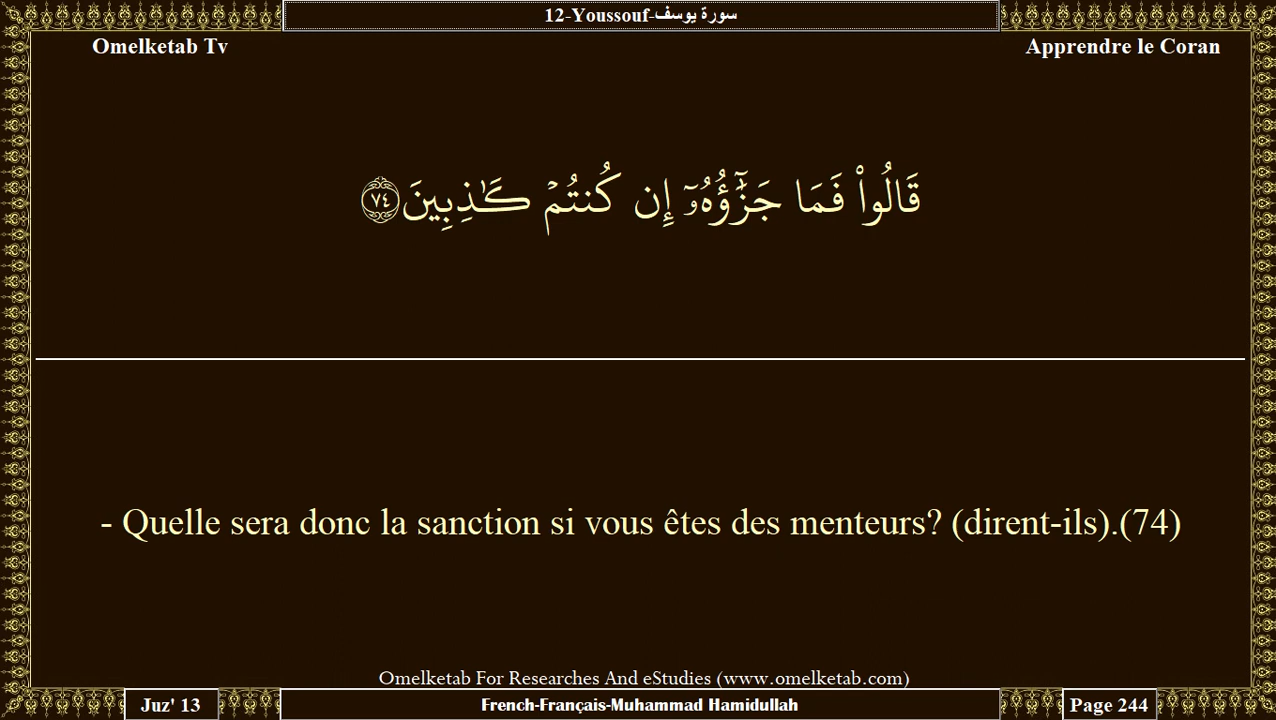 12-Youssouf-سورة يوسف
Omelketab Tv
Apprendre le Coran
قَالُوا۟ فَمَا جَزَٰٓؤُهُۥٓ إِن كُنتُمْ كَـٰذِبِينَ ٧٤
- Quelle sera donc la sanction si vous êtes des menteurs? (dirent-ils).(74)
Omelketab For Researches And eStudies (www.omelketab.com)
Juz' 13
French-Français-Muhammad Hamidullah
Page 244